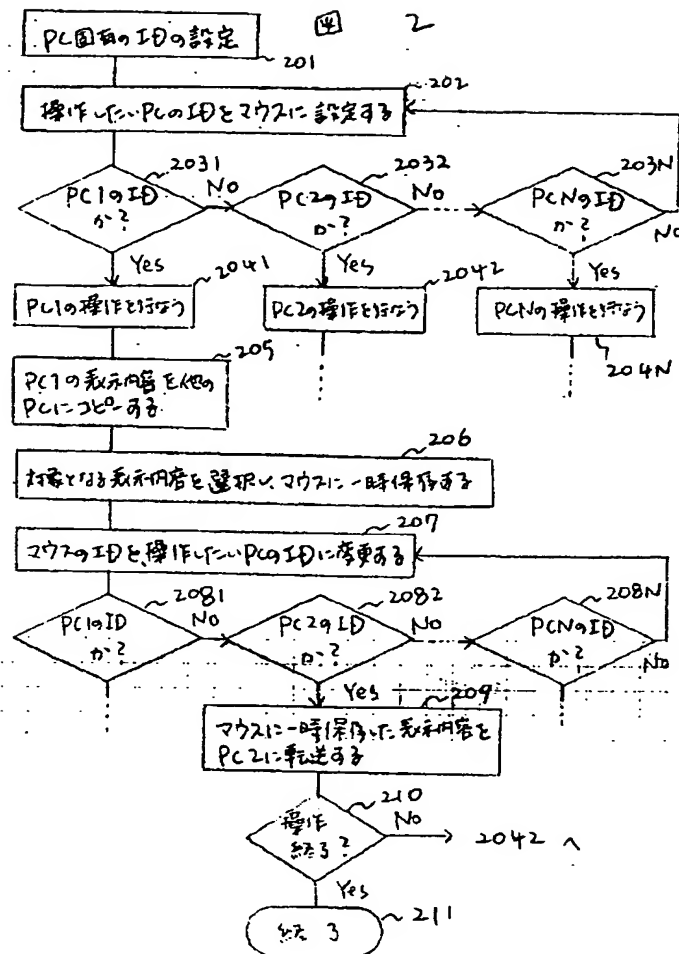 図 2
PC固有のIDの設定
201
202
操作したいPCのIDをマウスに設定する
2031
2032
203N
PC1のID
か?
No
PC2のID
か?
No
PCNのID
か?
No
Yes
2041
Yes
2042
Yes
PC1の操作を行なう
PC2の操作を行なう
PCNの操作を行なう
204N
205
PC1の表示内容を他の
PCにコピーする
206
対象となる表示内容を選択し、マウスに一時保存する
207
マウスのIDを、操作したいPCのIDに変更する
2081
2082
208N
PC1のID
か?
No
PC2のID
か?
No
PCNのID
か?
No
Yes
209
マウスに一時保存した表示内容を
PC2に転送する
210
操作
終了?
No
2042へ
Yes
211
終了